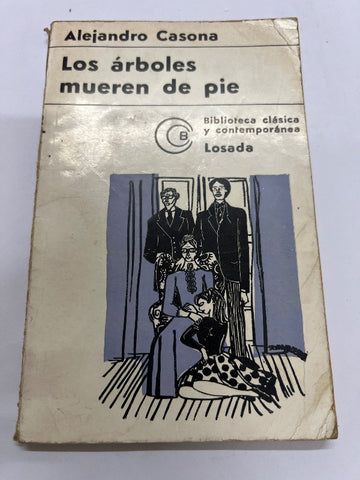 Alejandro Casona
Los árboles
mueren de pie
B
Biblioteca clásica
y contemporánea
Losada